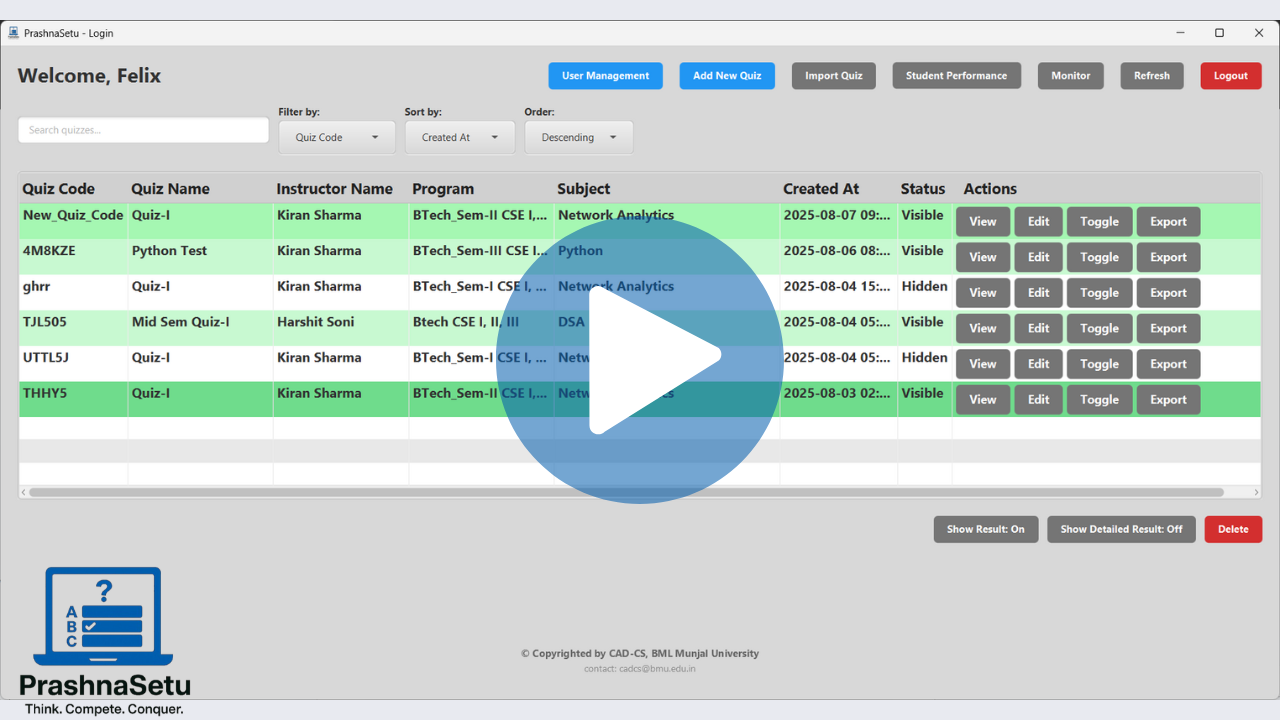 PrashnaSetu - Login
Welcome, Felix
User Management Add New Quiz Import Quiz Student Performance Monitor Refresh Logout
Filter by: Sort by: Order:
Search quizzes... Quiz Code Created At Descending
Quiz Code Quiz Name Instructor Name Program Subject Created At Status Actions
New_Quiz_Code Quiz-I Kiran Sharma BTech_Sem-II CSE I,... Network Analytics 2025-08-07 09:... Visible View Edit Toggle Export
4M8KZE Python Test Kiran Sharma BTech_Sem-III CSE I... Python 2025-08-06 08:... Visible View Edit Toggle Export
ghrr Quiz-I Kiran Sharma BTech_Sem-I CSE I, ... Network Analytics 2025-08-04 15:... Hidden View Edit Toggle Export
TJL505 Mid Sem Quiz-I Harshit Soni Btech CSE I, II, III DSA 2025-08-04 05:... Visible View Edit Toggle Export
UTTL5J Quiz-I Kiran Sharma BTech_Sem-I CSE I, ... 2025-08-04 05:... Hidden View Edit Toggle Export
THHY5 Quiz-I Kiran Sharma BTech_Sem-II CSE I,... 2025-08-03 02:... Visible View Edit Toggle Export
Show Result: On Show Detailed Result: Off Delete
?
A
B
C
PrashnaSetu
Think. Compete. Conquer.
© Copyrighted by CAD-CS, BML Munjal University
contact: cadcs@bmu.edu.in